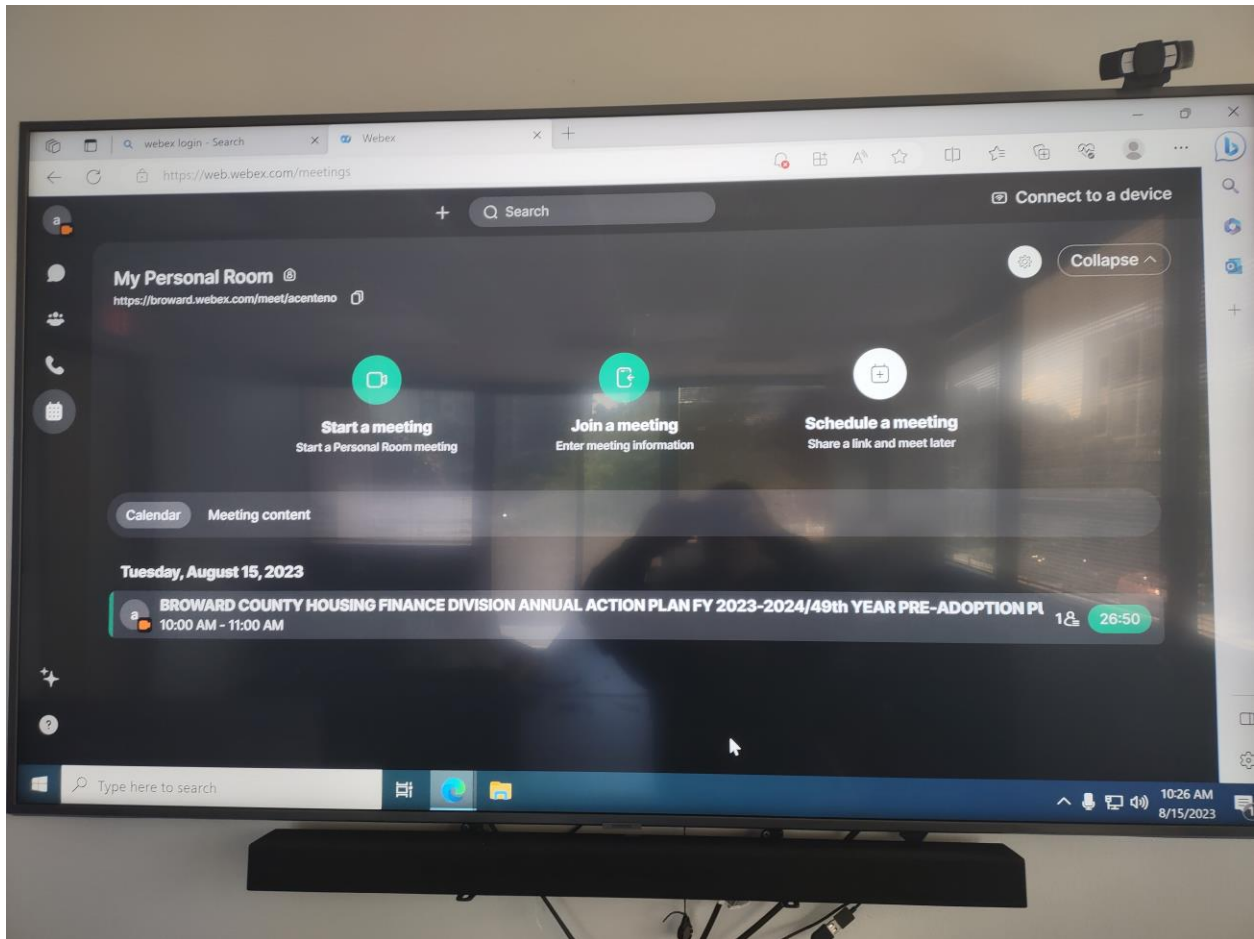 webex login - Search
Webex
https://web.webex.com/meetings
a
Search
Connect to a device
My Personal Room
Collapse
https://broward.webex.com/meet/acenteno
Start a meeting
Join a meeting
Schedule a meeting
Start a Personal Room meeting
Enter meeting information
Share a link and meet later
Calendar Meeting content
Tuesday, August 15, 2023
a
BROWARD COUNTY HOUSING FINANCE DIVISION ANNUAL ACTION PLAN FY 2023-2024/49th YEAR PRE-ADOPTION PU
10:00 AM - 11:00 AM
1
26:50
Type here to search
10:26 AM
8/15/2023